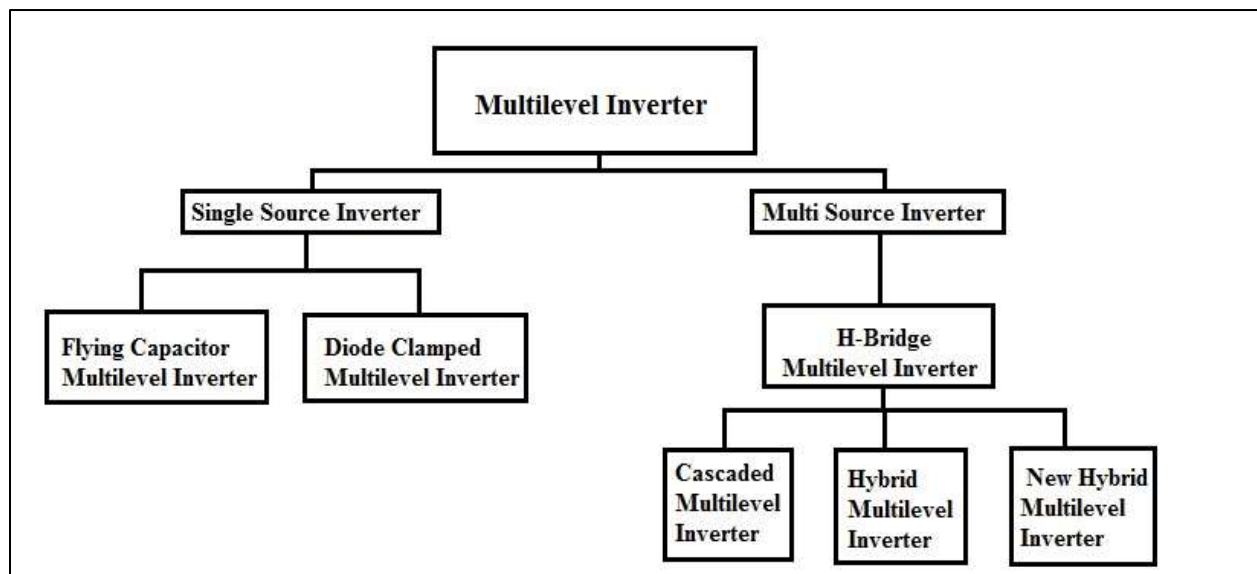 Multilevel Inverter
Single Source Inverter
Multi Source Inverter
Flying Capacitor
Multilevel Inverter
Diode Clamped
Multilevel Inverter
H-Bridge
Multilevel Inverter
Cascaded
Multilevel
Inverter
Hybrid
Multilevel
Inverter
New Hybrid
Multilevel
Inverter